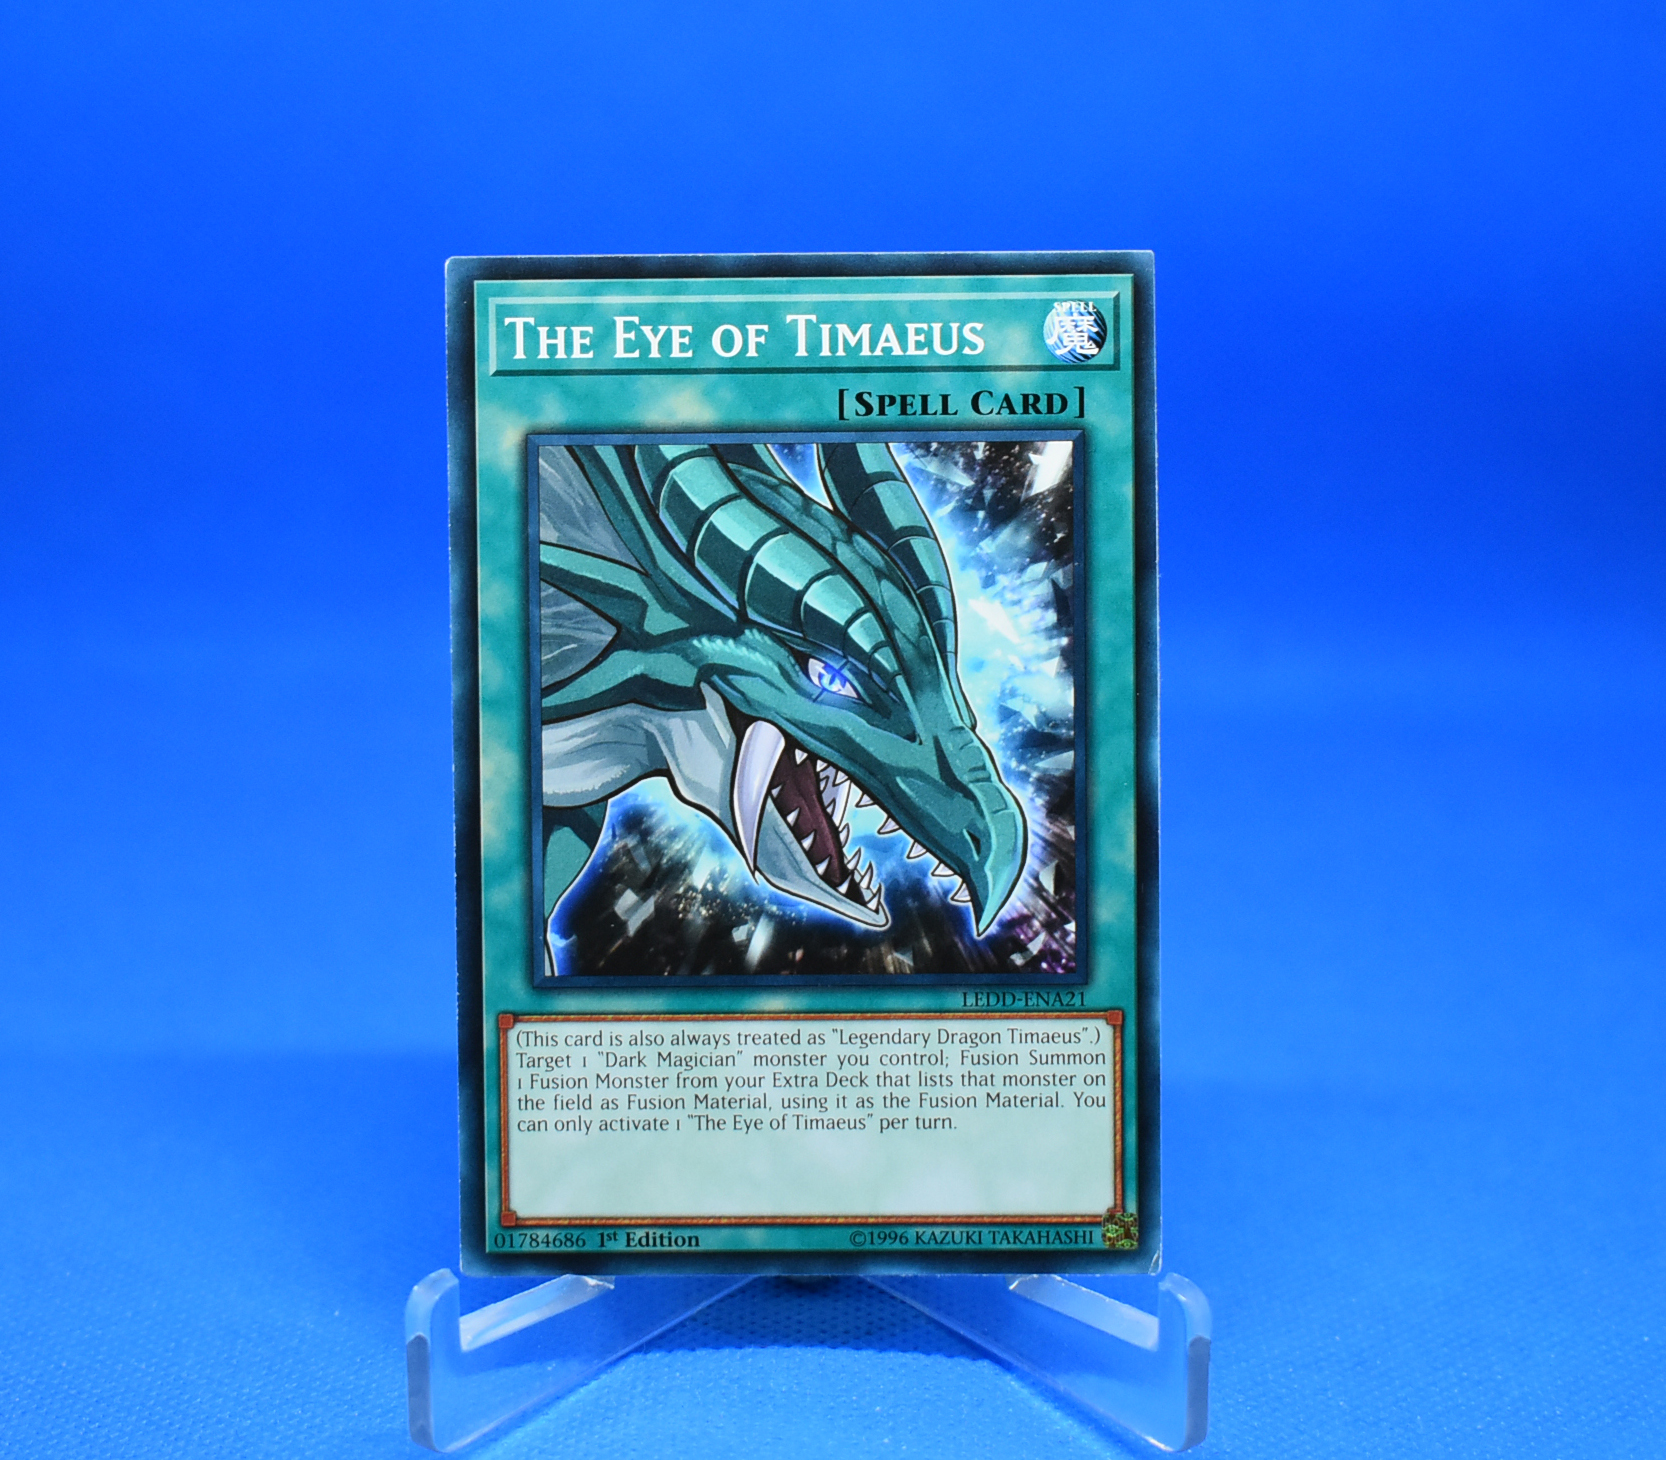 THE EYE OF TIMAEUS
SPELL
魔
[SPELL CARD]
LEDD-ENA21
(This card is also always treated as "Legendary Dragon Timaeus".)
Target 1 "Dark Magician" monster you control; Fusion Summon
1 Fusion Monster from your Extra Deck that lists that monster on
the field as Fusion Material, using it as the Fusion Material. You
can only activate 1 "The Eye of Timaeus" per turn.
01784686 1st Edition
©1996 KAZUKI TAKAHASHI